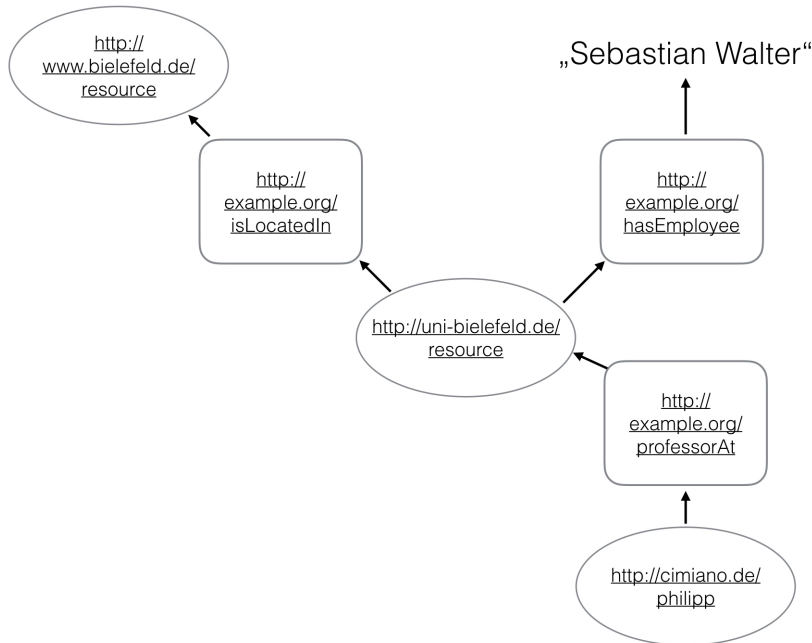 http://
www.bielefeld.de/
resource
„Sebastian Walter“
http://
example.org/
isLocatedIn
http://
example.org/
hasEmployee
http://uni-bielefeld.de/
resource
http://
example.org/
professorAt
http://cimiano.de/
philipp